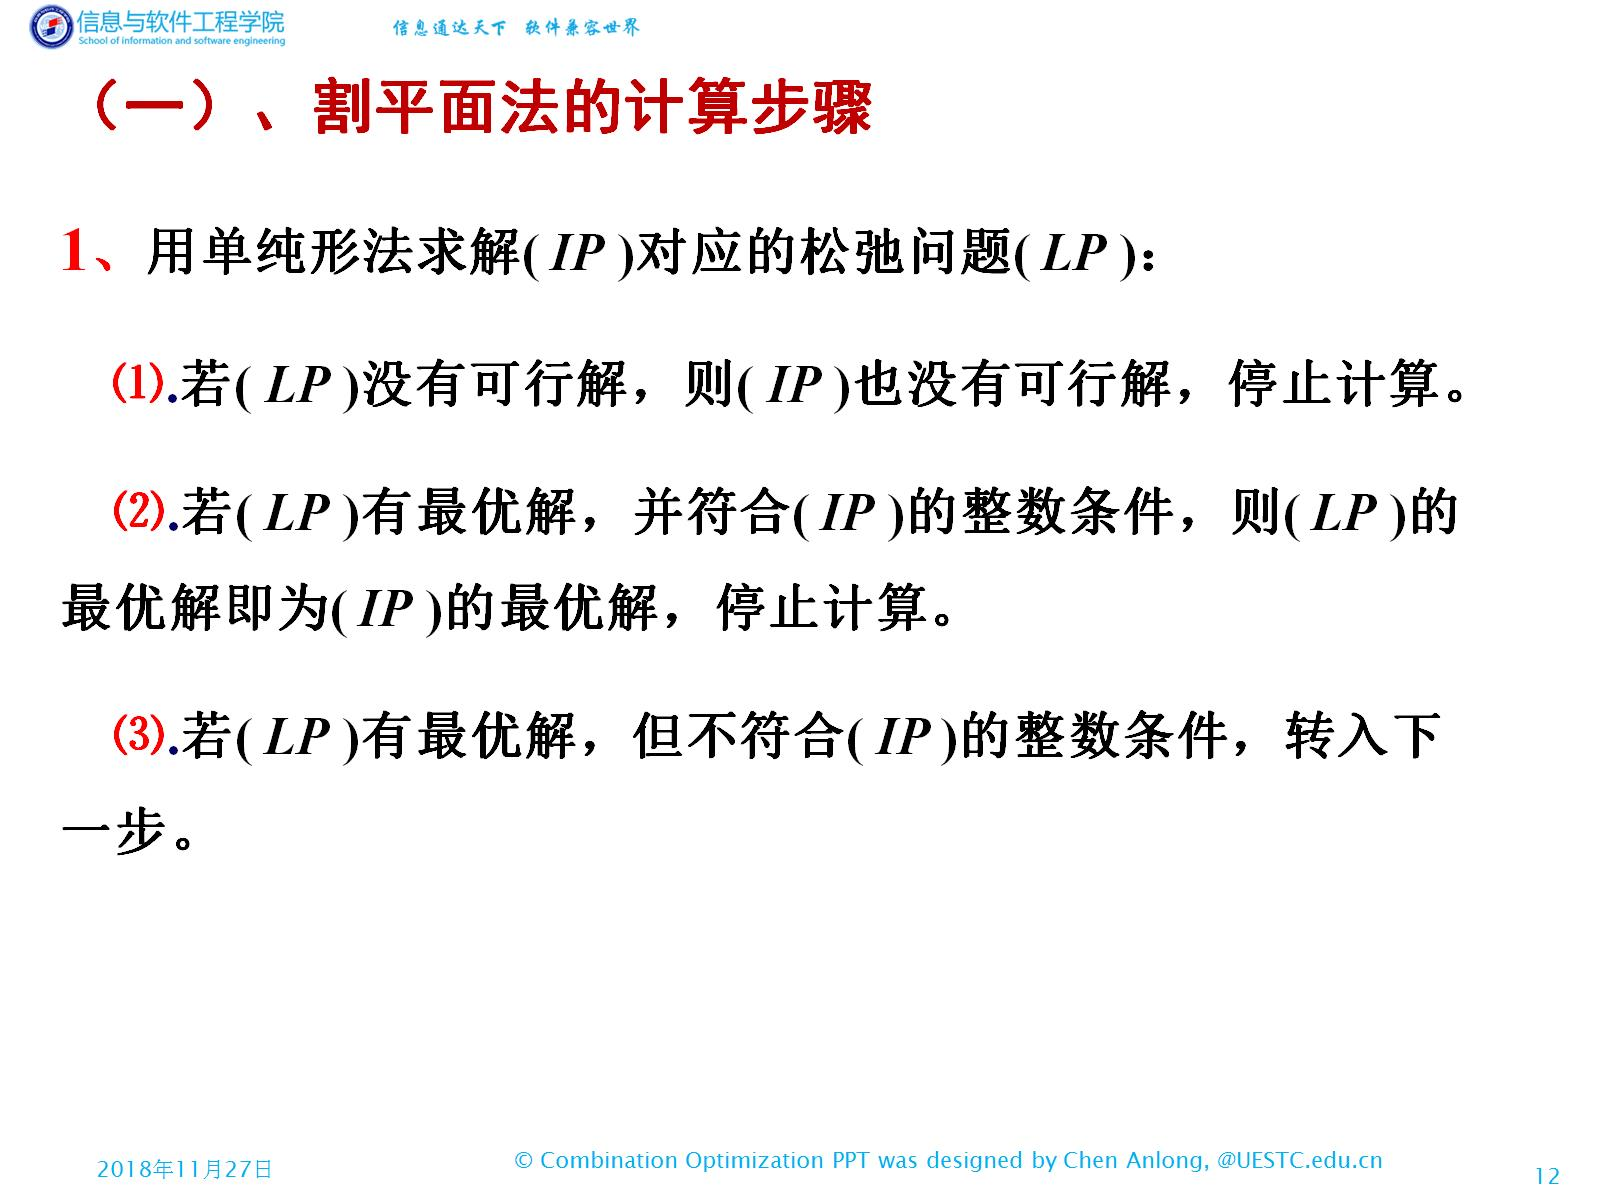 信息与软件工程学院
School of information and software engineering
信息通达天下 软件兼容世界
（一）、割平面法的计算步骤
1、用单纯形法求解( IP )对应的松弛问题( LP )：
⑴.若( LP )没有可行解，则( IP )也没有可行解，停止计算。
⑵.若( LP )有最优解，并符合( IP )的整数条件，则( LP )的
最优解即为( IP )的最优解，停止计算。
⑶.若( LP )有最优解，但不符合( IP )的整数条件，转入下
一步。
2018年11月27日
© Combination Optimization PPT was designed by Chen Anlong, @UESTC.edu.cn
12